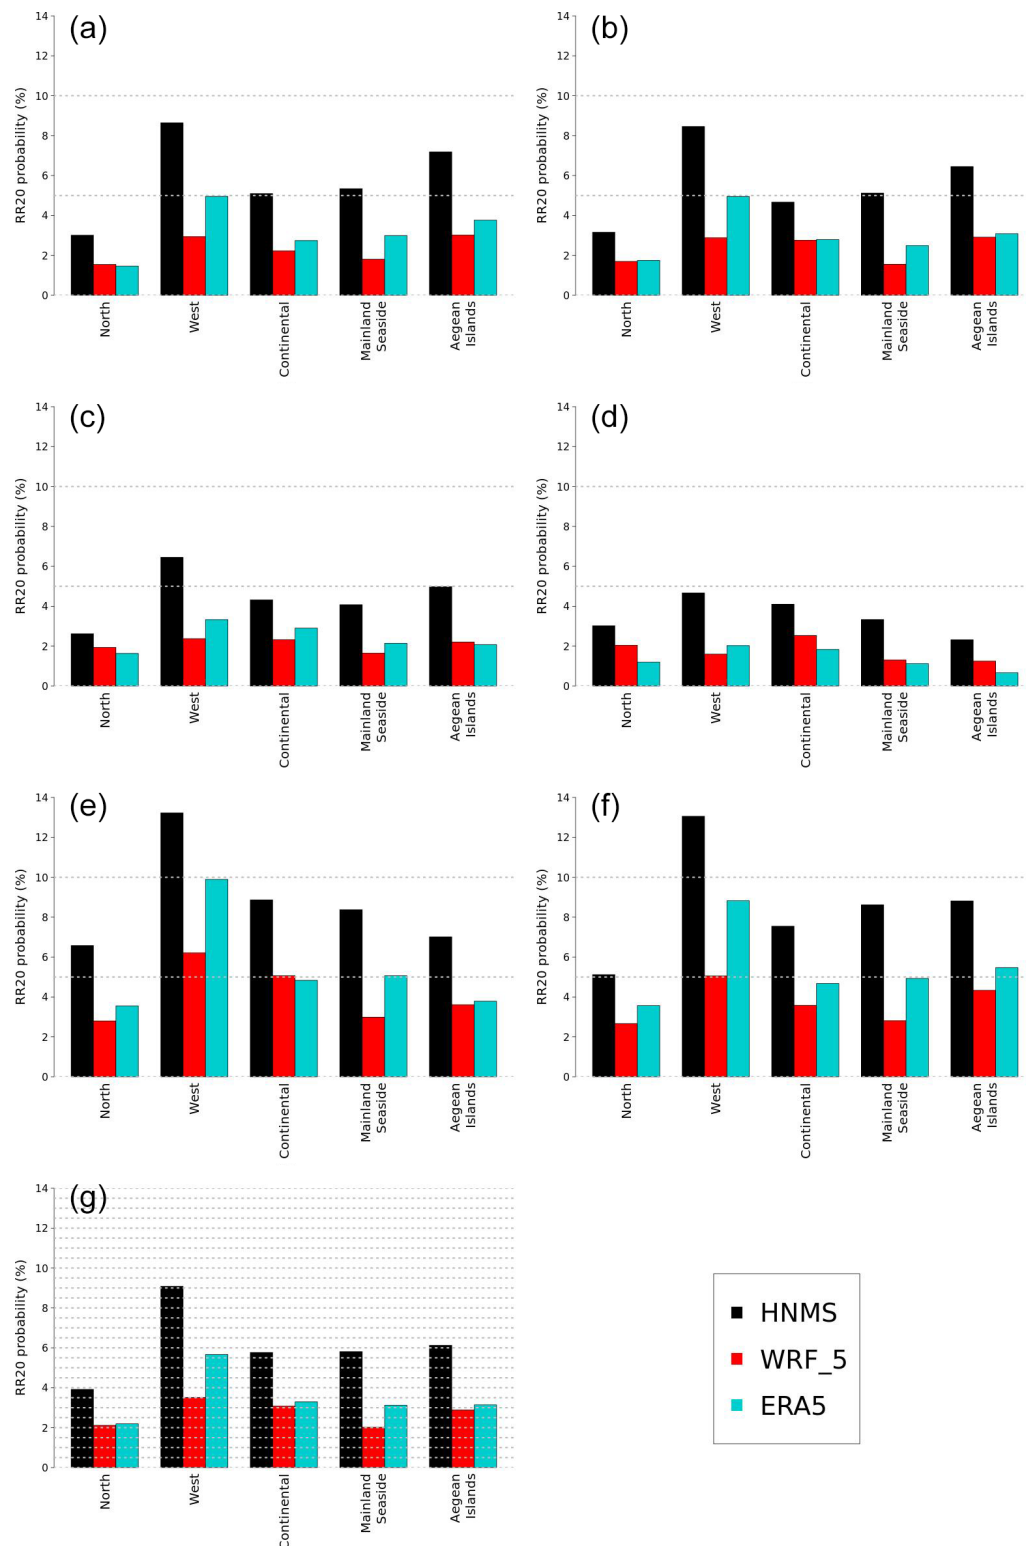 (a)
14
12
10
8
6
4
2
0
RR20 probability (%)
North
West
Continental
Mainland
Seaside
Aegean
Islands
(b)
14
12
10
8
6
4
2
0
RR20 probability (%)
North
West
Continental
Mainland
Seaside
Aegean
Islands
(c)
14
12
10
8
6
4
2
0
RR20 probability (%)
North
West
Continental
Mainland
Seaside
Aegean
Islands
(d)
14
12
10
8
6
4
2
0
RR20 probability (%)
North
West
Continental
Mainland
Seaside
Aegean
Islands
(e)
14
12
10
8
6
4
2
0
RR20 probability (%)
North
West
Continental
Mainland
Seaside
Aegean
Islands
(f)
14
12
10
8
6
4
2
0
RR20 probability (%)
North
West
Continental
Mainland
Seaside
Aegean
Islands
(g)
14
12
10
8
6
4
2
0
RR20 probability (%)
North
West
Continental
Mainland
Seaside
Aegean
Islands
HNMS
WRF_5
ERA5